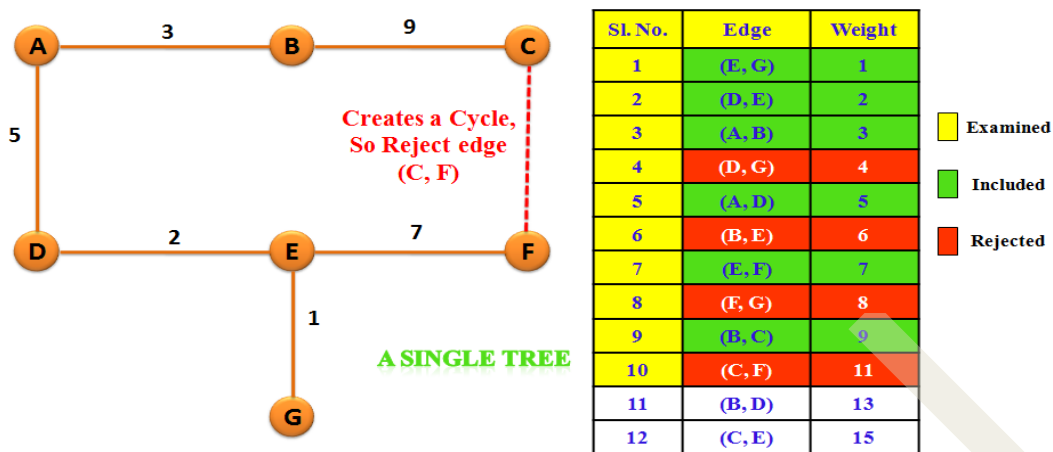 3
9
A
B
C
5
Creates a Cycle,
So Reject edge
(C, F)
2
7
D
E
F
1
A SINGLE TREE
G
Sl. No. Edge Weight
1 (E, G) 1
2 (D, E) 2
3 (A, B) 3
4 (D, G) 4
5 (A, D) 5
6 (B, E) 6
7 (E, F) 7
8 (F, G) 8
9 (B, C) 9
10 (C, F) 11
11 (B, D) 13
12 (C, E) 15
Examined
Included
Rejected